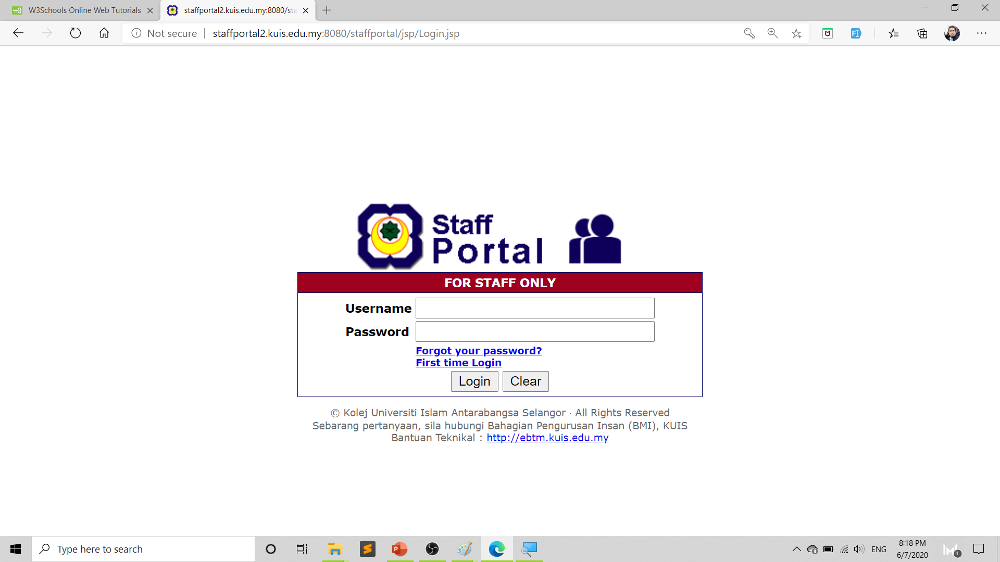 W3Schools Online Web Tutorials
staffportal2.kuis.edu.my:8080/sta
Not secure | staffportal2.kuis.edu.my:8080/staffportal/jsp/Login.jsp
Staff
Portal
FOR STAFF ONLY
Username
Password
Forgot your password?
First time Login
Login Clear
© Kolej Universiti Islam Antarabangsa Selangor · All Rights Reserved
Sebarang pertanyaan, sila hubungi Bahagian Pengurusan Insan (BMI), KUIS
Bantuan Teknikal : http://ebtm.kuis.edu.my
Type here to search
ENG
8:18 PM
6/7/2020